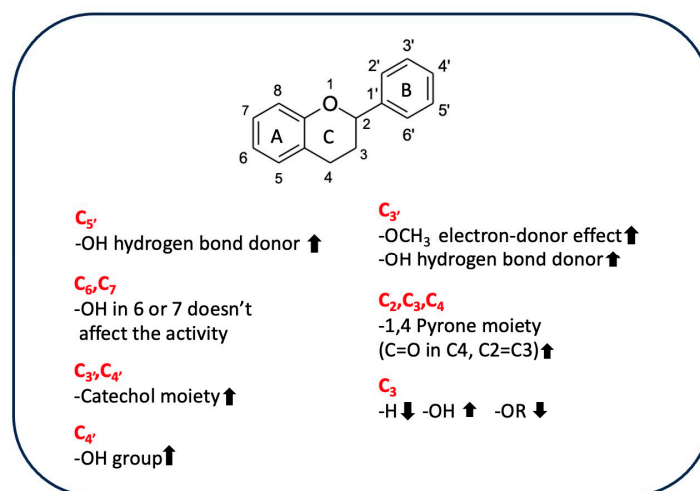 3'
2'
4'
8
1
O
1'
B
7
5'
A
C
2
6
3
6'
5
4
C5'
-OH hydrogen bond donor ⬆
C6,C7
-OH in 6 or 7 doesn't
affect the activity
C3',C4'
-Catechol moiety⬆
C4'
-OH group⬆
C3'
-OCH₃ electron-donor effect⬆
-OH hydrogen bond donor⬆
C2,C3,C4
-1,4 Pyrone moiety
(C=O in C4, C2=C3)⬆
C3
-H⬇ -OH ⬆ -OR ⬇